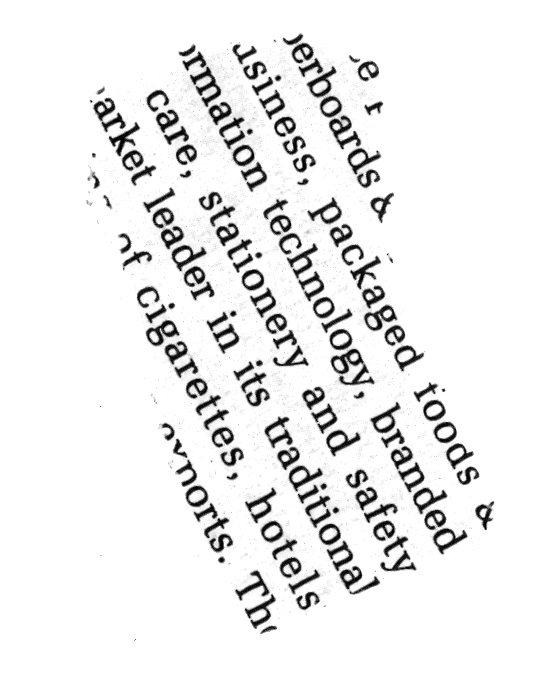 perboards &
usiness, packaged foods &
ormation technology, branded
care, stationery and safety
arket leader in its traditional
of cigarettes, hotels
exports. The